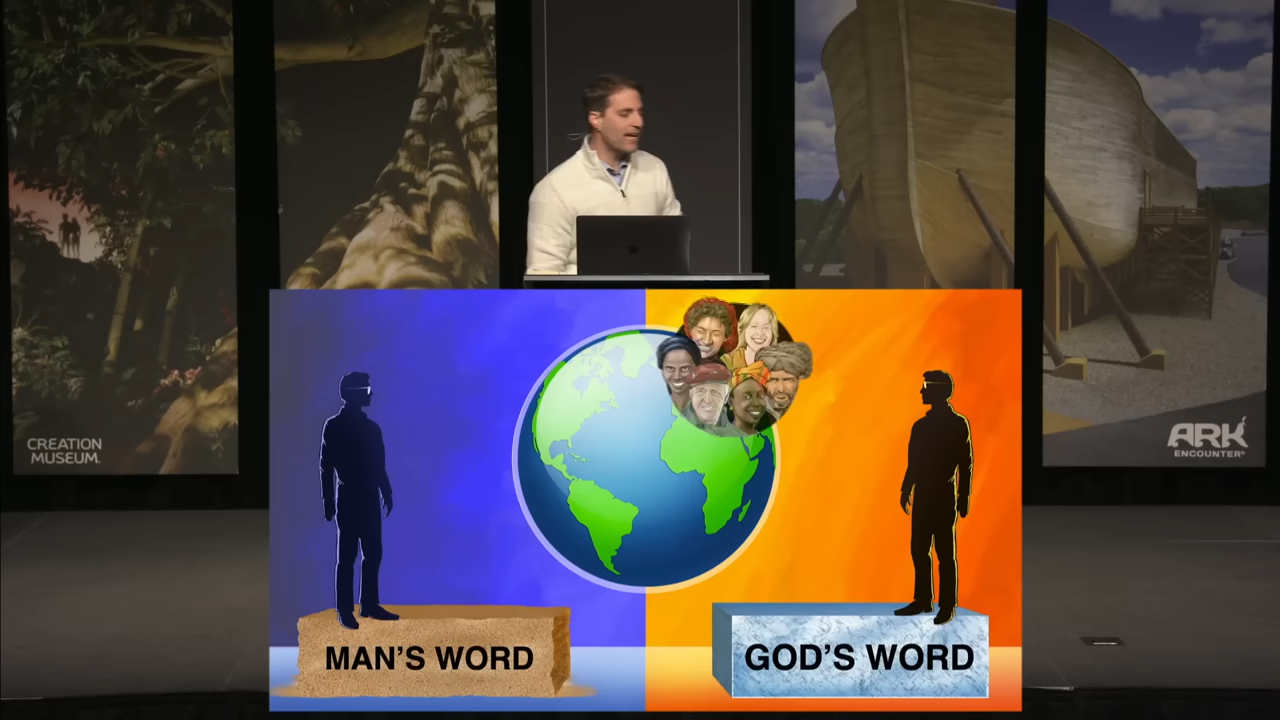 CREATION
MUSEUM
ARK
ENCOUNTER
MAN'S WORD
GOD'S WORD